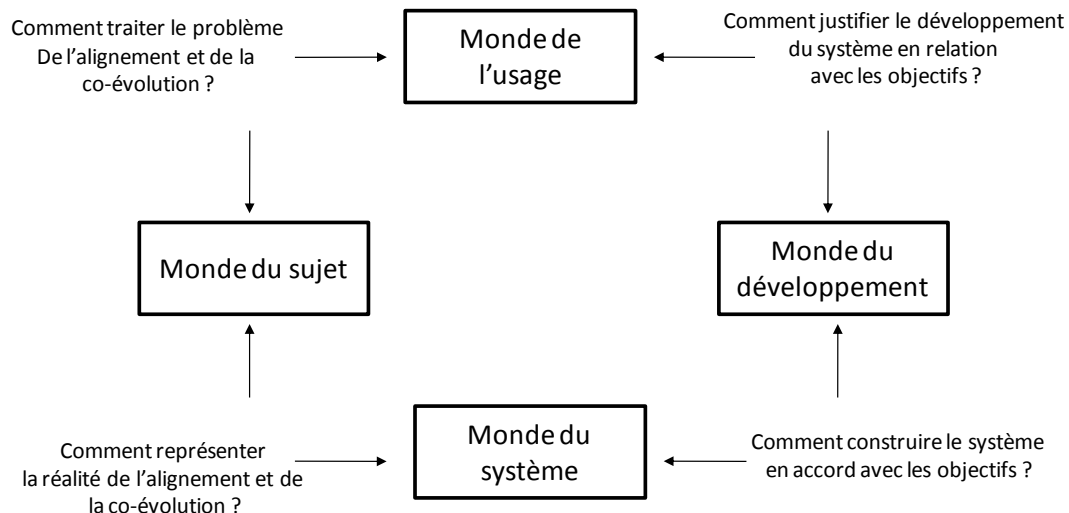 Comment traiter le problème
De l'alignement et de la
co-évolution ?
Monde de
l'usage
Comment justifier le développement
du système en relation
avec les objectifs ?
Monde du sujet
Monde du
développement
Comment représenter
la réalité de l'alignement et de
la co-évolution ?
Monde du
système
Comment construire le système
en accord avec les objectifs ?